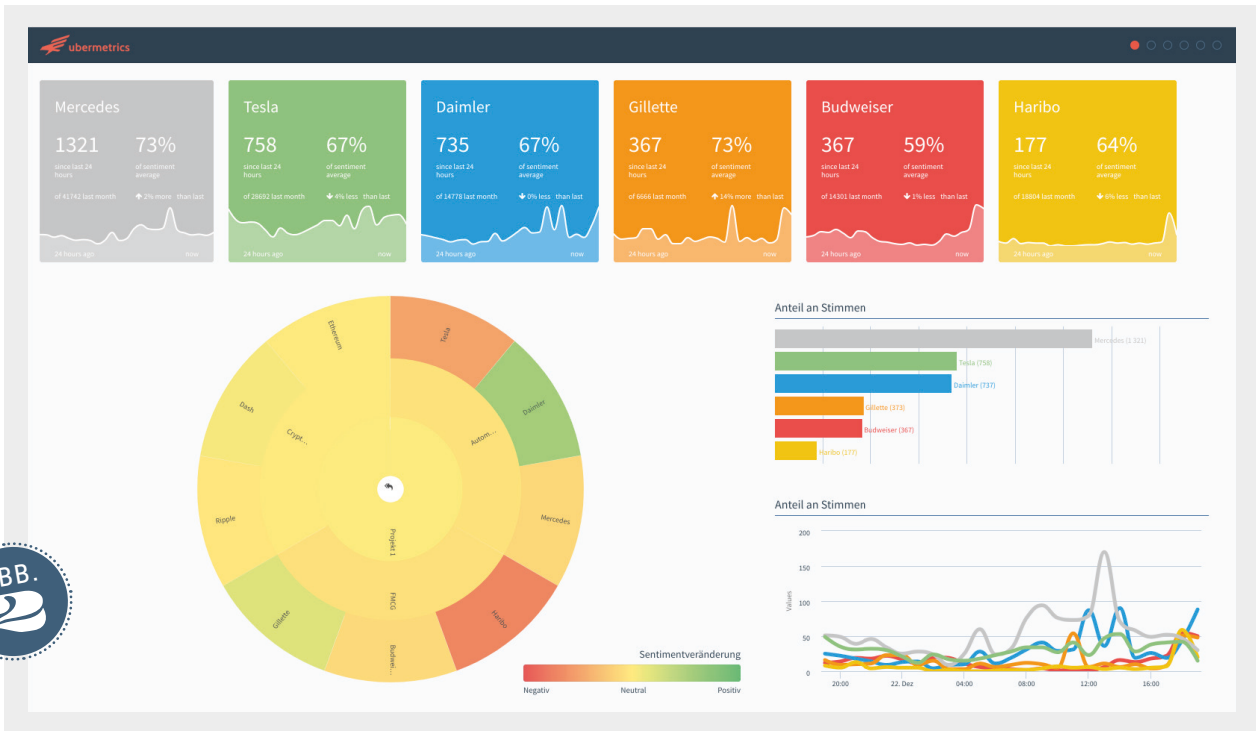 ubermetrics
Mercedes
1321
73%
since last 24
hours
of sentiment
average
of 41742 last month
2% more than last
24 hours ago
now
Tesla
758
67%
since last 24
hours
of sentiment
average
of 28692 last month
4% less than last
24 hours ago
Daimler
735
67%
since last 24
hours
of sentiment
average
of 14778 last month
0% less than last
24 hours ago
now
Gillette
367
73%
since last 24
hours
of sentiment
average
of 6666 last month
14% more than last
24 hours ago
now
Budweiser
367
59%
since last 24
hours
of sentiment
average
of 14301 last month
1% less than last
24 hours ago
now
Haribo
177
64%
since last 24
hours
of sentiment
average
of 18804 last month
6% less than last
24 hours ago
now
Ethereum
Tesla
Dash
Daimler
Crypt...
Autom...
Ripple
Mercedes
Projekt 1
FMCG
Gillette
Haribo
Budwei...
Sentimentveränderung
Negativ
Neutral
Positiv
Anteil an Stimmen
Mercedes (1 321)
Tesla (758)
Daimler (737)
Gillette (373)
Budweiser (367)
Haribo (177)
Anteil an Stimmen
Values
200
150
100
50
0
20:00
22. Dez
04:00
08:00
12:00
16:00
BB.